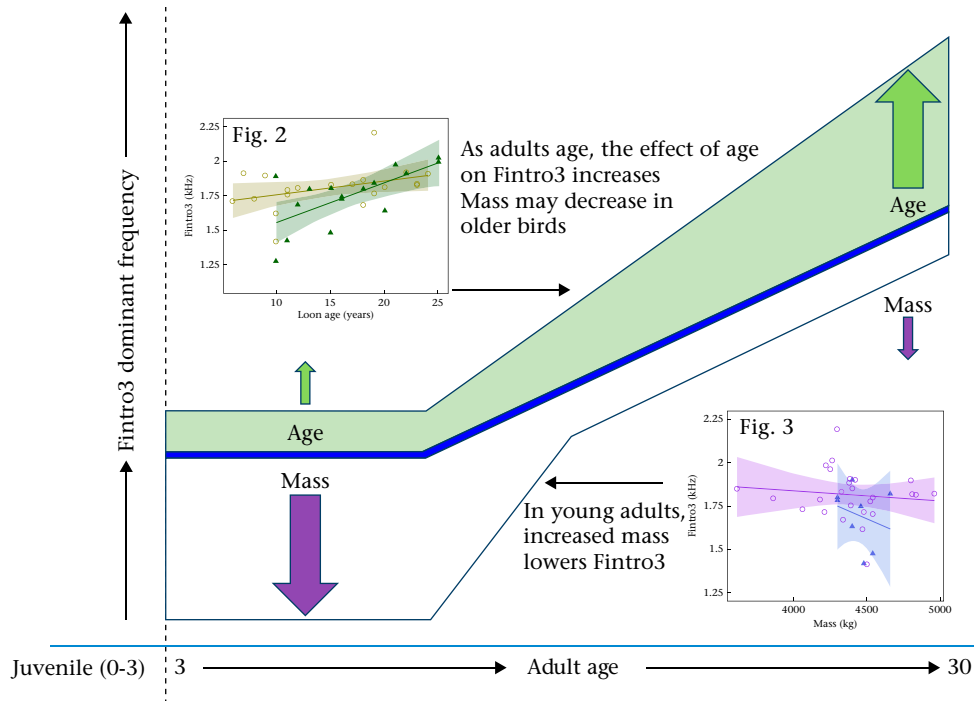 Fintro3 dominant frequency
Fig. 2
2.25
2
1.75
1.5
1.25
Fintro3 (kHz)
10
15
20
25
Loon age (years)
As adults age, the effect of age
on Fintro3 increases
Mass may decrease in
older birds
Age
Mass
Age
Mass
In young adults,
increased mass
lowers Fintro3
Fig. 3
2.25
2
1.75
1.5
1.25
Fintro3 (kHz)
4000
4500
5000
Mass (kg)
Juvenile (0-3)
3
Adult age
30